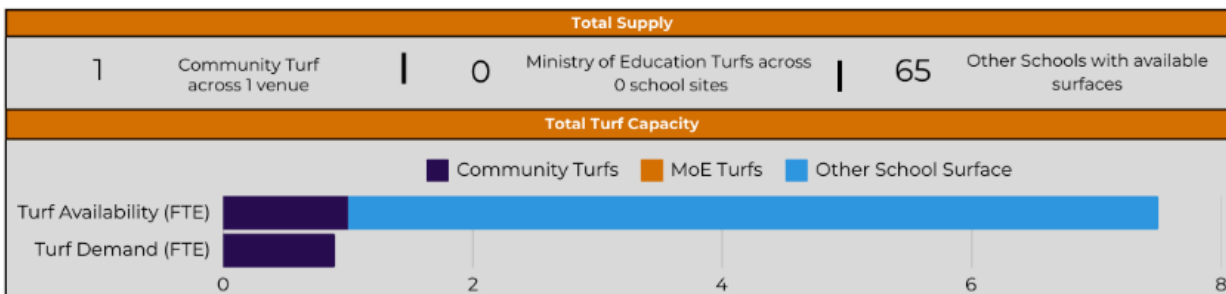 Total Supply
1
Community Turf
across 1 venue
0
Ministry of Education Turfs across
0 school sites
65
Other Schools with available
surfaces
Total Turf Capacity
Community Turfs MoE Turfs Other School Surface
Turf Availability (FTE)
Turf Demand (FTE)
0 2 4 6 8